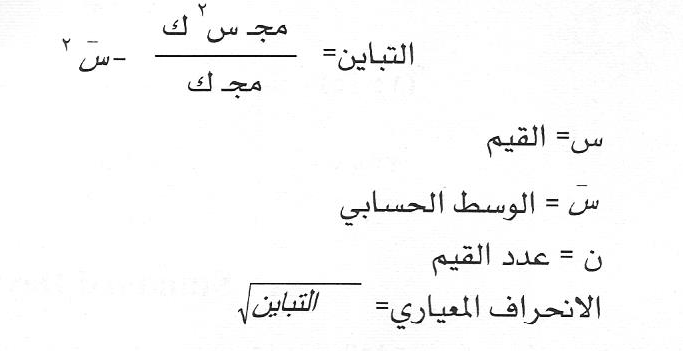 التباين= مجـ س٢ ك / مجـ ك - س̄ ٢
س= القيم
س̄ = الوسط الحسابي
ن = عدد القيم
الانحراف المعياري= √التباين